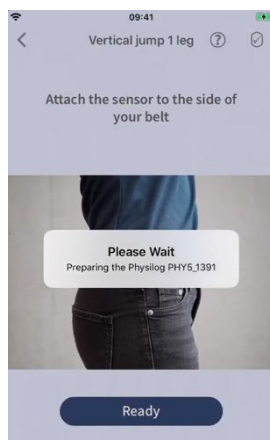 09:41
Vertical jump 1 leg
Attach the sensor to the side of
your belt
Please Wait
Preparing the Physilog PHY5_1391
Ready